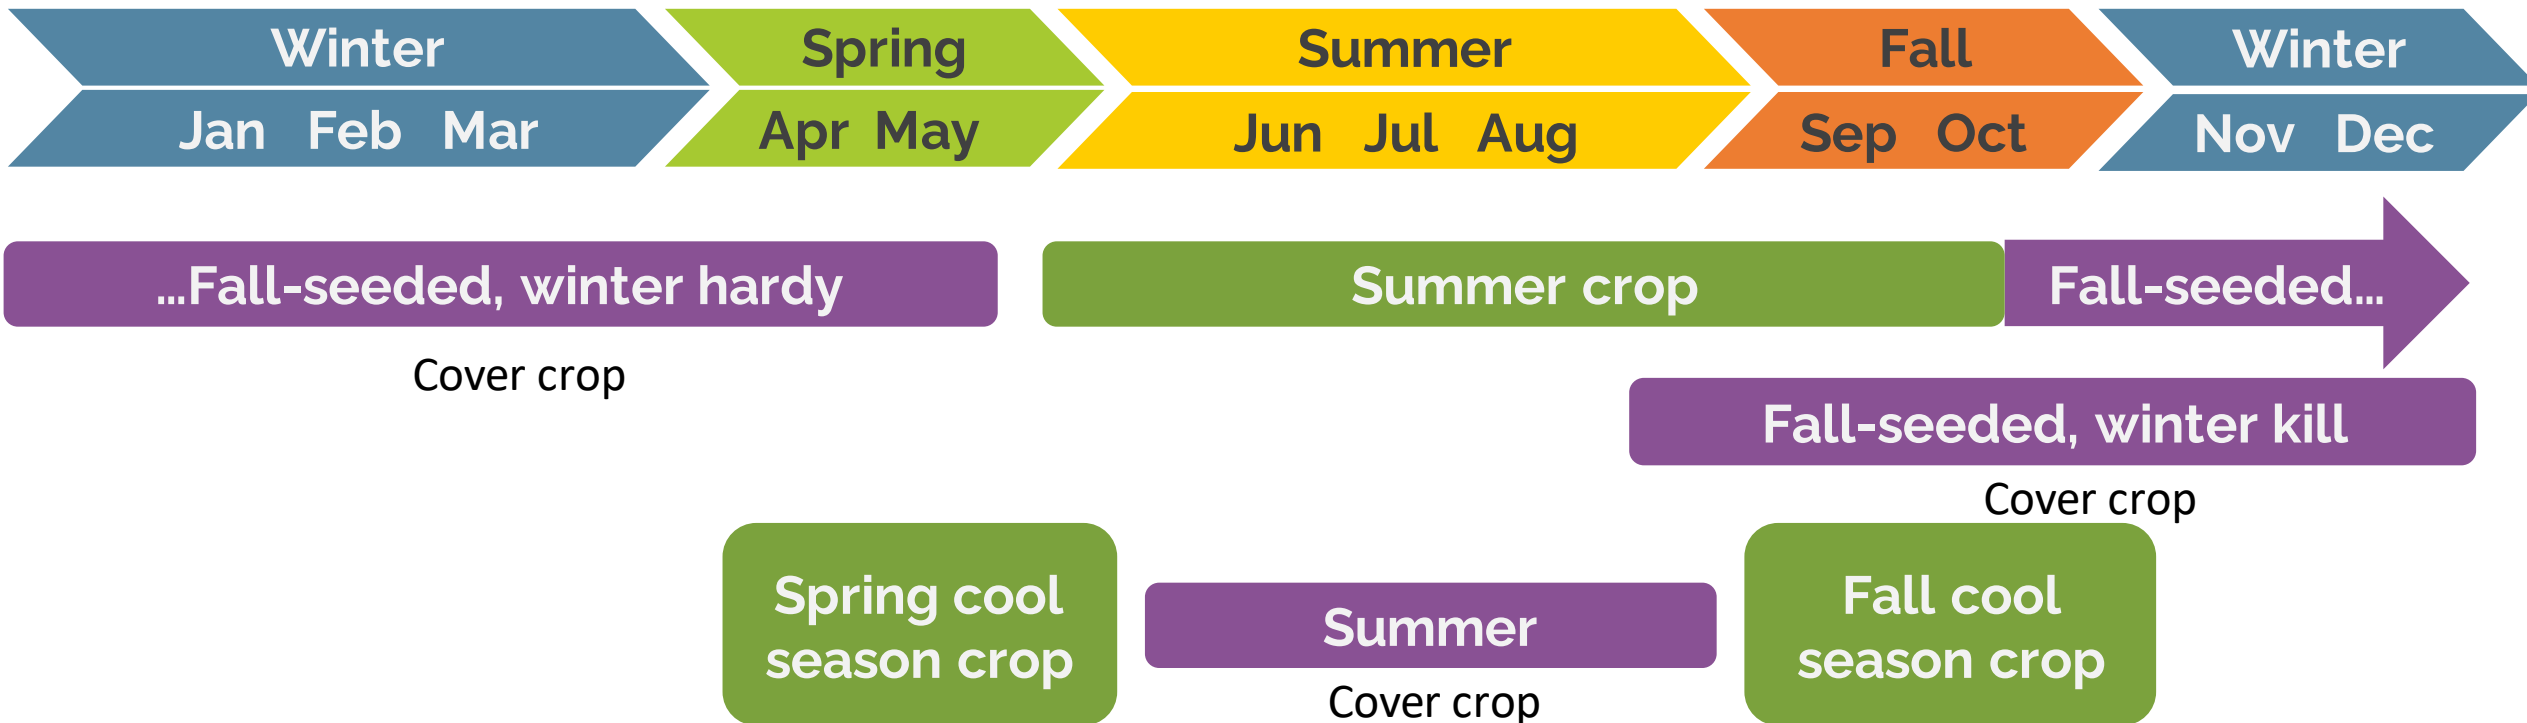 Winter Spring Summer Fall Winter
Jan Feb Mar Apr May Jun Jul Aug Sep Oct Nov Dec
...Fall-seeded, winter hardy Summer crop Fall-seeded...
Cover crop
Fall-seeded, winter kill
Cover crop
Spring cool
season crop
Summer
Cover crop
Fall cool
season crop